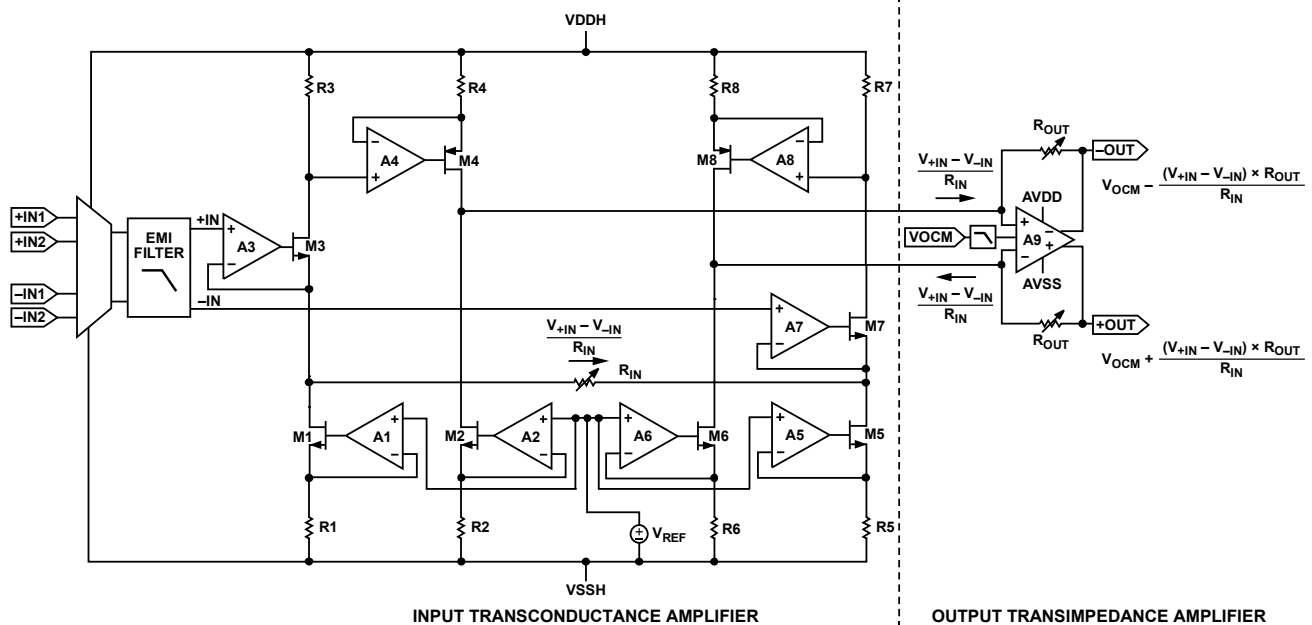 VDDH
R3
R4
R8
R7
A4
M4
M8
A8
+IN1
+IN2
–IN1
–IN2
EMI
FILTER
+IN
–IN
A3
M3
A7
M7
V+IN – V–IN
RIN
RIN
M1
A1
M2
A2
A6
M6
A5
M5
R1
R2
VREF
R6
R5
VSSH
INPUT TRANSCONDUCTANCE AMPLIFIER
ROUT
–OUT
V+IN – V–IN
RIN
VOCM – (V+IN – V–IN) × ROUT
RIN
AVDD
VOCM
A9
AVSS
V+IN – V–IN
RIN
ROUT
+OUT
VOCM + (V+IN – V–IN) × ROUT
RIN
+
–
OUTPUT TRANSIMPEDANCE AMPLIFIER